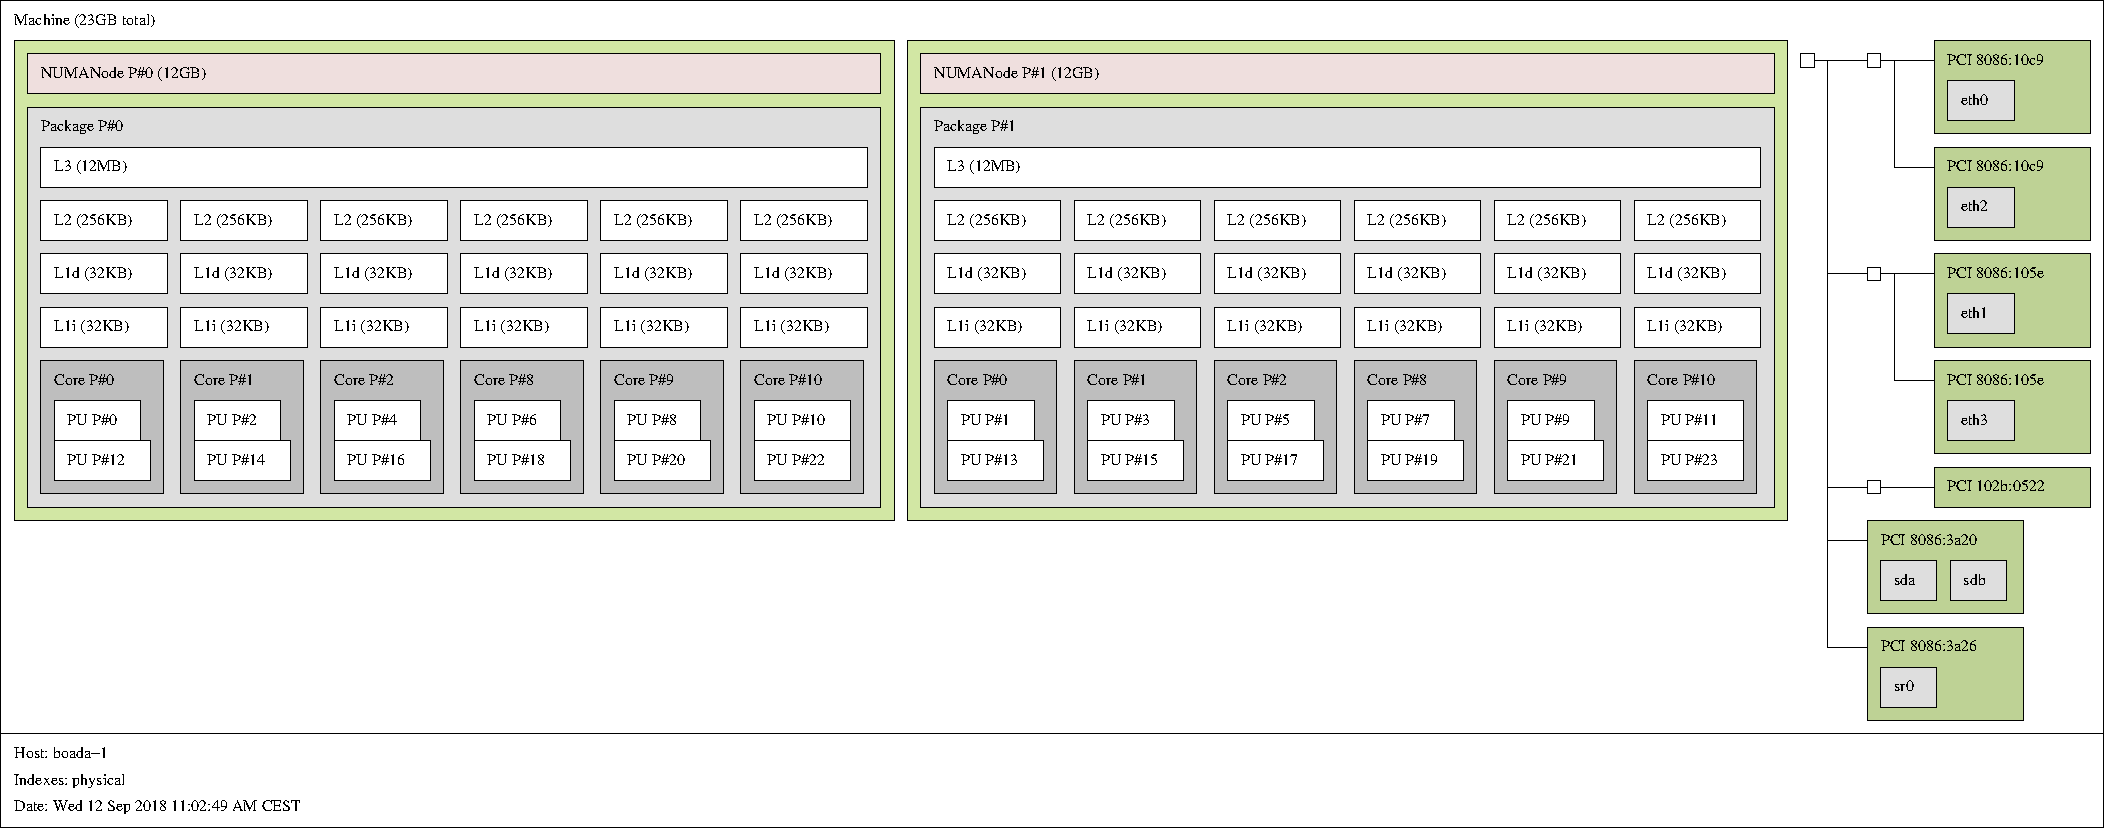 Machine (23GB total)
NUMANode P#0 (12GB)
Package P#0
L3 (12MB)
L2 (256KB) L2 (256KB) L2 (256KB) L2 (256KB) L2 (256KB) L2 (256KB)
L1d (32KB) L1d (32KB) L1d (32KB) L1d (32KB) L1d (32KB) L1d (32KB)
L1i (32KB) L1i (32KB) L1i (32KB) L1i (32KB) L1i (32KB) L1i (32KB)
Core P#0 Core P#1 Core P#2 Core P#8 Core P#9 Core P#10
PU P#0 PU P#2 PU P#4 PU P#6 PU P#8 PU P#10
PU P#12 PU P#14 PU P#16 PU P#18 PU P#20 PU P#22
NUMANode P#1 (12GB)
Package P#1
L3 (12MB)
L2 (256KB) L2 (256KB) L2 (256KB) L2 (256KB) L2 (256KB) L2 (256KB)
L1d (32KB) L1d (32KB) L1d (32KB) L1d (32KB) L1d (32KB) L1d (32KB)
L1i (32KB) L1i (32KB) L1i (32KB) L1i (32KB) L1i (32KB) L1i (32KB)
Core P#0 Core P#1 Core P#2 Core P#8 Core P#9 Core P#10
PU P#1 PU P#3 PU P#5 PU P#7 PU P#9 PU P#11
PU P#13 PU P#15 PU P#17 PU P#19 PU P#21 PU P#23
PCI 8086:10c9
eth0
PCI 8086:10c9
eth2
PCI 8086:105e
eth1
PCI 8086:105e
eth3
PCI 102b:0522
PCI 8086:3a20
sda sdb
PCI 8086:3a26
sr0
Host: boada−1
Indexes: physical
Date: Wed 12 Sep 2018 11:02:49 AM CEST